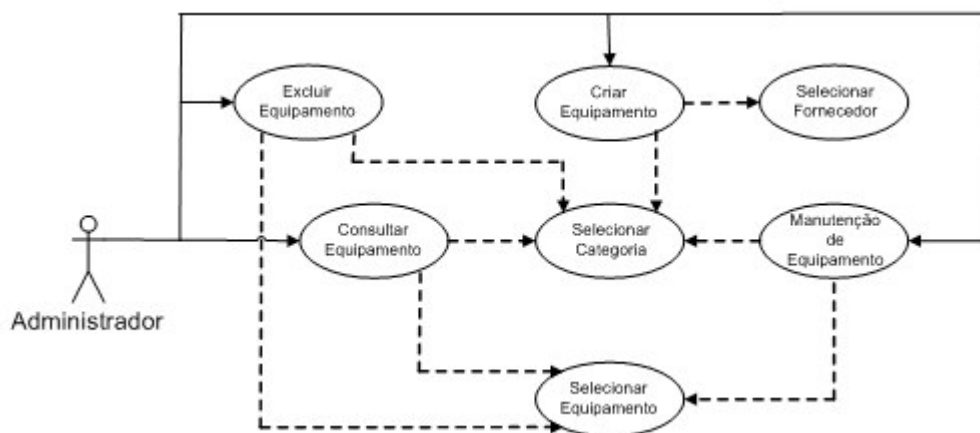 Excluir
Equipamento
Criar
Equipamento
Selecionar
Fornecedor
Consultar
Equipamento
Selecionar
Categoria
Manutenção
de
Equipamento
Administrador
Selecionar
Equipamento